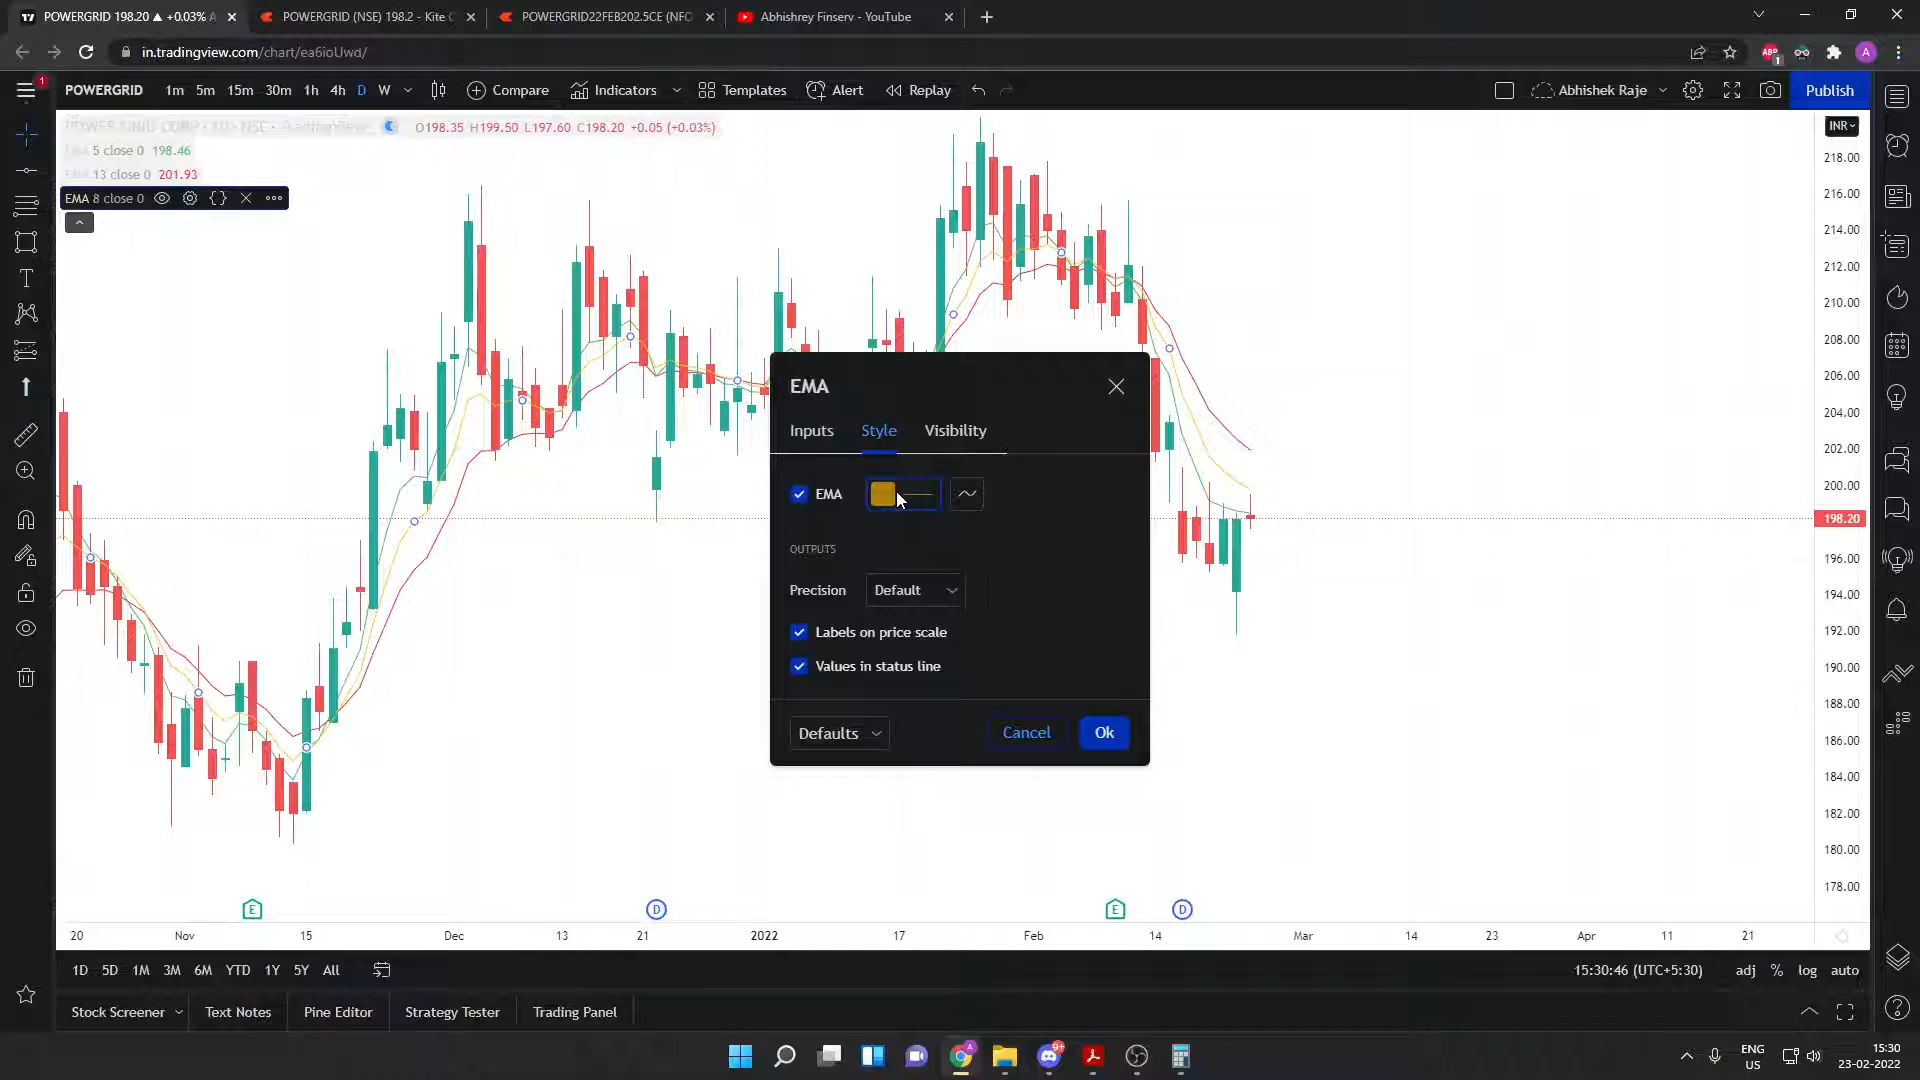 POWERGRID 198.20 ▲ +0.03% A
POWERGRID (NSE) 198.2 - Kite C
POWERGRID22FEB202.5CE (NFO
Abhishrey Finserv - YouTube
in.tradingview.com/chart/ea6ioUwd/
ABP
1
A
1
POWERGRID 1m 5m 15m 30m 1h 4h D W Compare Indicators Templates Alert Replay Abhishek Raje Publish
O198.35 H199.50 L197.60 C198.20 +0.05 (+0.03%)
INR
5 close 0 198.46
13 close 0 201.93
EMA 8 close 0
218.00
216.00
214.00
212.00
210.00
208.00
206.00
204.00
202.00
200.00
198.20
196.00
194.00
192.00
190.00
188.00
186.00
184.00
182.00
180.00
178.00
EMA
Inputs Style Visibility
EMA
OUTPUTS
Precision Default
Labels on price scale
Values in status line
Defaults Cancel Ok
E D E D
20 Nov 15 Dec 13 21 2022 17 Feb 14 Mar 14 23 Apr 11 21
1D 5D 1M 3M 6M YTD 1Y 5Y All 15:30:46 (UTC+5:30) adj % log auto
Stock Screener Text Notes Pine Editor Strategy Tester Trading Panel
A
9+
ENG
US
15:30
23-02-2022